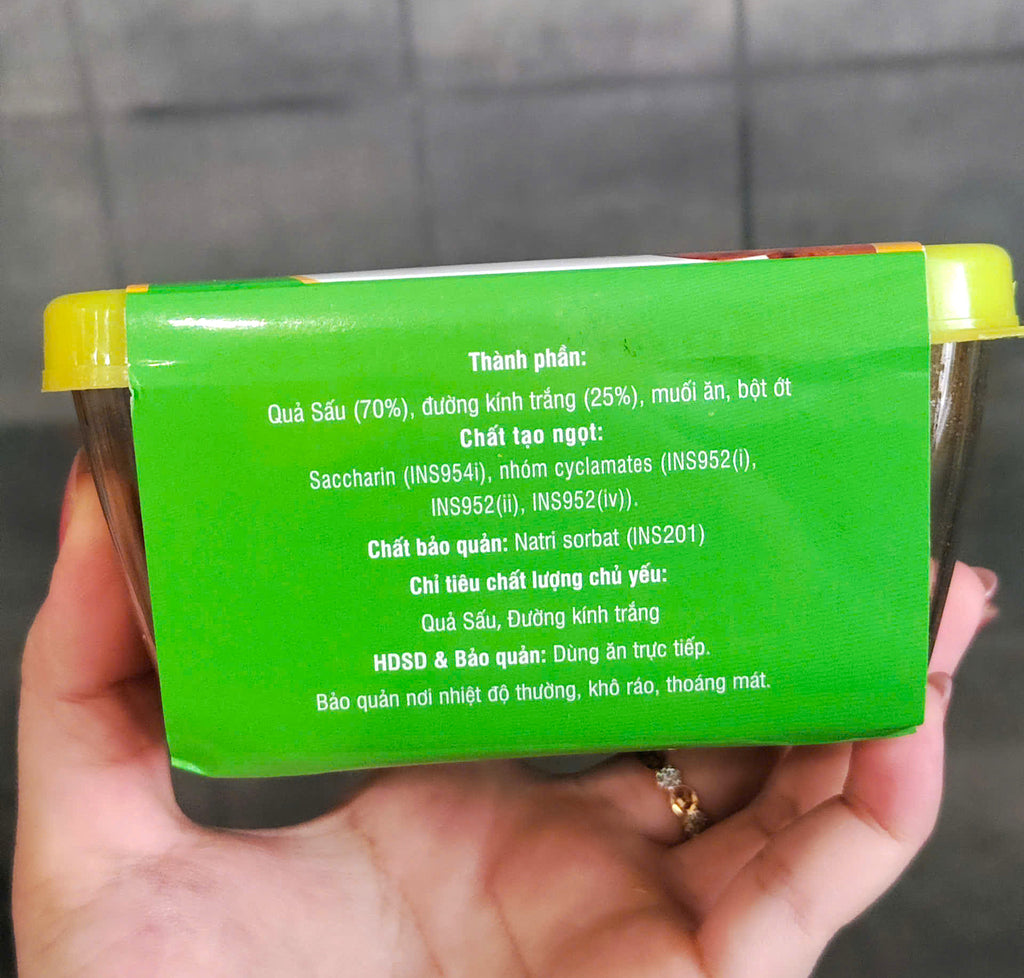 Thành phần:
Quả Sấu (70%), đường kính trắng (25%), muối ăn, bột ớt
Chất tạo ngọt:
Saccharin (INS954i), nhóm cyclamates (INS952(i),
INS952(ii), INS952(iv)).
Chất bảo quản: Natri sorbat (INS201)
Chỉ tiêu chất lượng chủ yếu:
Quả Sấu, Đường kính trắng
HDSD & Bảo quản: Dùng ăn trực tiếp.
Bảo quản nơi nhiệt độ thường, khô ráo, thoáng mát.